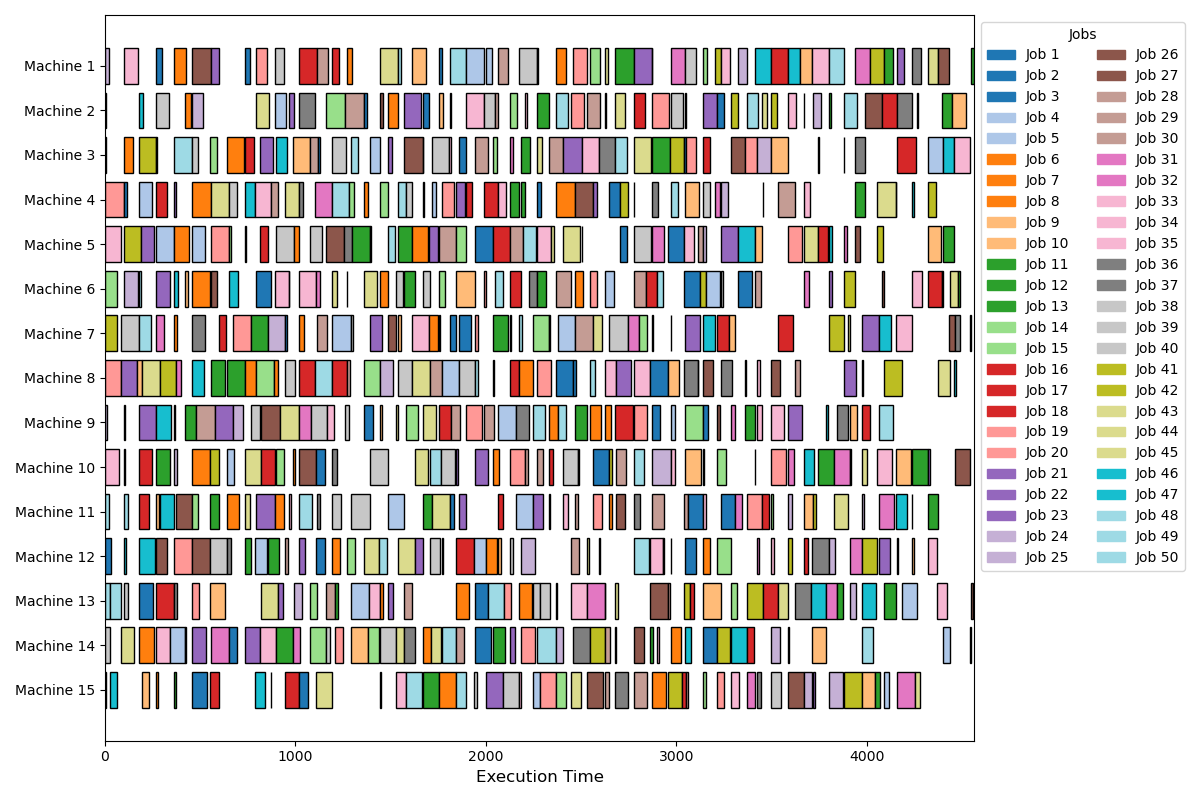 Machine 1
Machine 2
Machine 3
Machine 4
Machine 5
Machine 6
Machine 7
Machine 8
Machine 9
Machine 10
Machine 11
Machine 12
Machine 13
Machine 14
Machine 15
0 1000 2000 3000 4000
Execution Time
Jobs
Job 1
Job 2
Job 3
Job 4
Job 5
Job 6
Job 7
Job 8
Job 9
Job 10
Job 11
Job 12
Job 13
Job 14
Job 15
Job 16
Job 17
Job 18
Job 19
Job 20
Job 21
Job 22
Job 23
Job 24
Job 25
Job 26
Job 27
Job 28
Job 29
Job 30
Job 31
Job 32
Job 33
Job 34
Job 35
Job 36
Job 37
Job 38
Job 39
Job 40
Job 41
Job 42
Job 43
Job 44
Job 45
Job 46
Job 47
Job 48
Job 49
Job 50